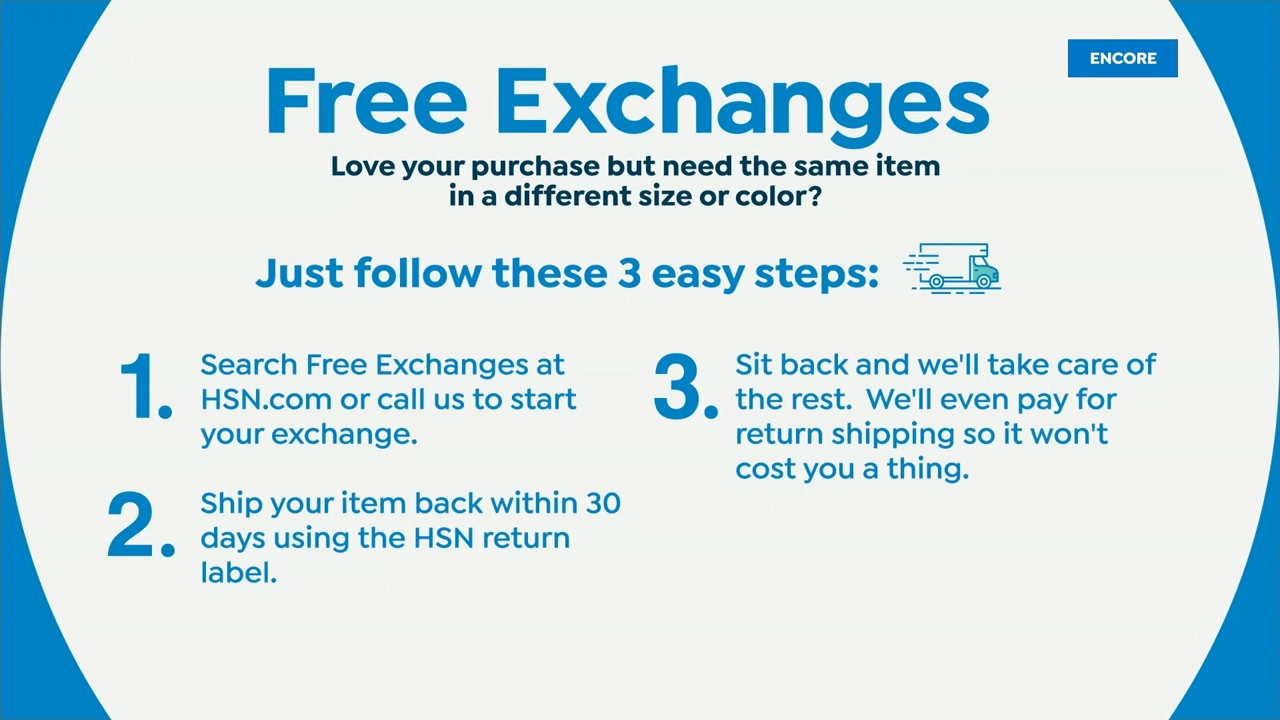 ENCORE
Free Exchanges
Love your purchase but need the same item
in a different size or color?
Just follow these 3 easy steps:
1. Search Free Exchanges at
HSN.com or call us to start
your exchange.
2. Ship your item back within 30
days using the HSN return
label.
3. Sit back and we'll take care of
the rest.  We'll even pay for
return shipping so it won't
cost you a thing.